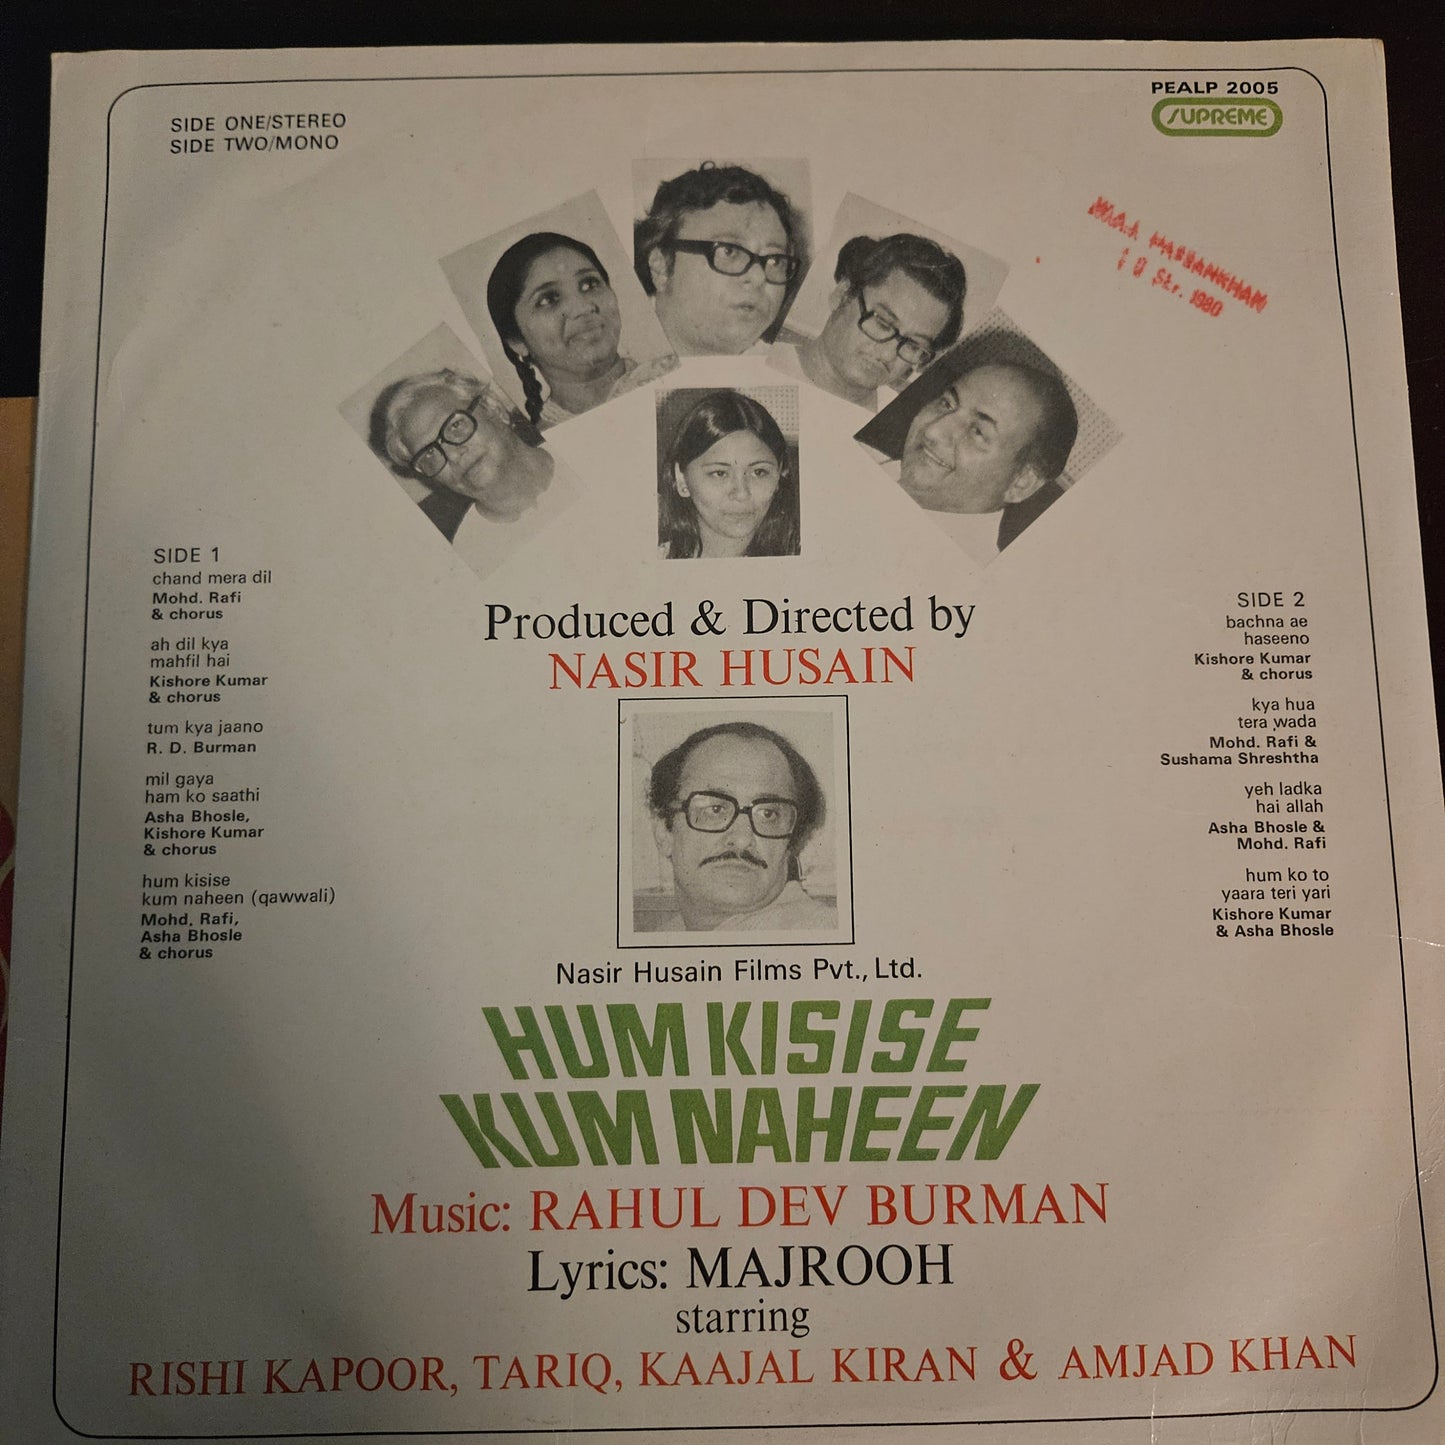 SIDE ONE/STEREO
SIDE TWO/MONO
PEALP 2005
SUPREME
HASSANKHAN
1980
SIDE 1
chand mera dil
Mohd. Rafi
& chorus
ah dil kya
mahfil hai
Kishore Kumar
& chorus
tum kya jaano
R. D. Burman
mil gaya
ham ko saathi
Asha Bhosle,
Kishore Kumar
& chorus
hum kisise
kum naheen (qawwali)
Mohd. Rafi,
Asha Bhosle
& chorus
Produced & Directed by
NASIR HUSAIN
SIDE 2
bachna ae
haseeno
Kishore Kumar
& chorus
kya hua
tera wada
Mohd. Rafi &
Sushama Shreshtha
yeh ladka
hai allah
Asha Bhosle &
Mohd. Rafi
hum ko to
yaara teri yari
Kishore Kumar
& Asha Bhosle
Nasir Husain Films Pvt., Ltd.
HUM KISISE
KUM NAHEEN
Music: RAHUL DEV BURMAN
Lyrics: MAJROOH
starring
RISHI KAPOOR, TARIQ, KAAJAL KIRAN & AMJAD KHAN